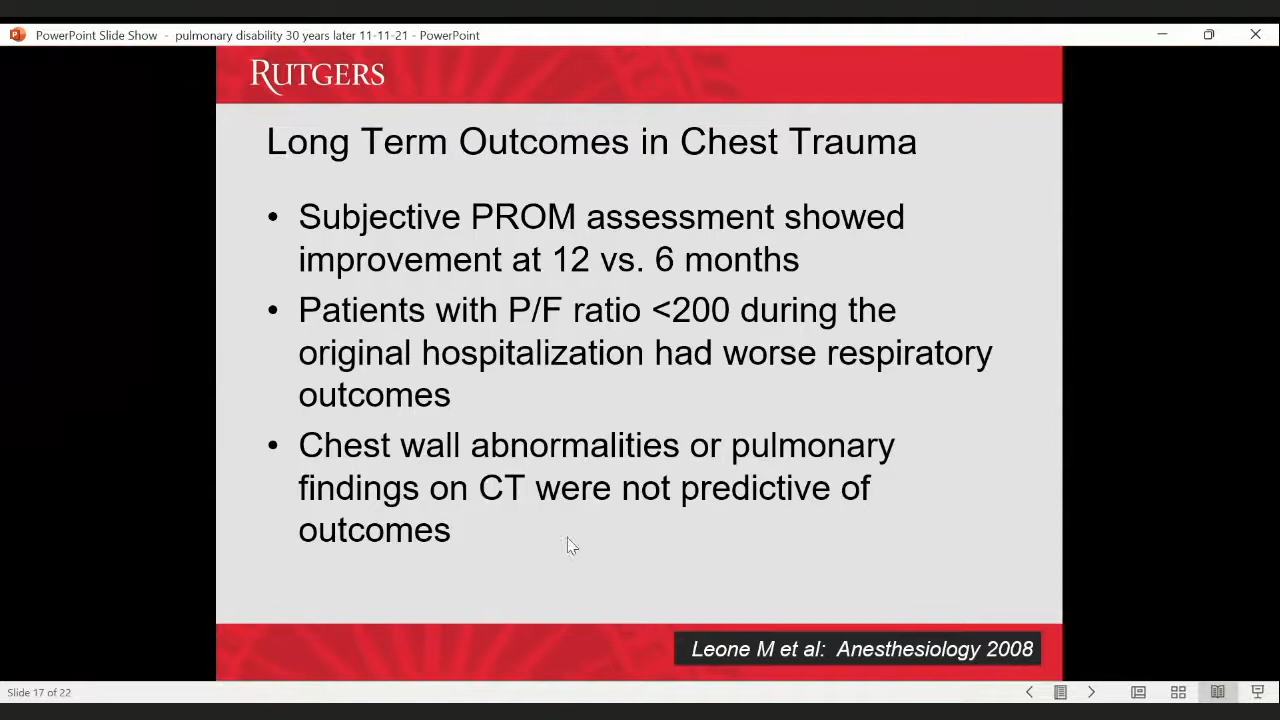 PowerPoint Slide Show - pulmonary disability 30 years later 11-11-21 - PowerPoint
RUTGERS
Long Term Outcomes in Chest Trauma
• Subjective PROM assessment showed
improvement at 12 vs. 6 months
• Patients with P/F ratio <200 during the
original hospitalization had worse respiratory
outcomes
• Chest wall abnormalities or pulmonary
findings on CT were not predictive of
outcomes
Leone M et al: Anesthesiology 2008
Slide 17 of 22